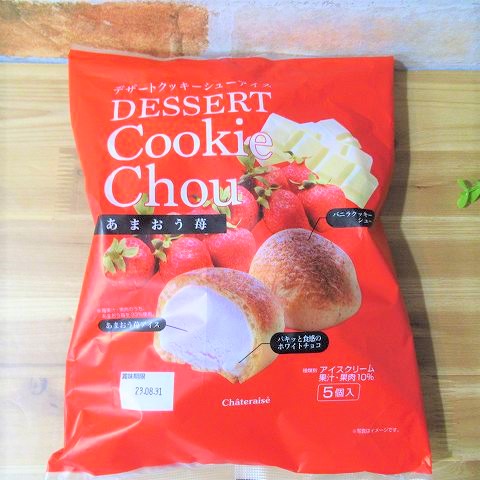 デザートクッキーシューアイス
DESSERT
Cookie
Chou
あまおう苺
バニラクッキー
シュー
あまおう苺アイス
パキッと食感の
ホワイトチョコ
賞味期限
23.08.31
Châteraisé
種類別 アイスクリーム
果汁・果肉10%
5個入
※写真はイメージです。